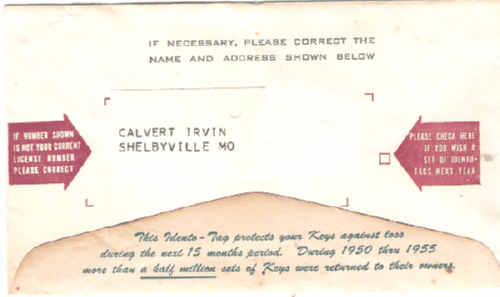 IF NECESSARY, PLEASE CORRECT THE
NAME AND ADDRESS SHOWN BELOW
IF NUMBER SHOWN
IS NOT YOUR CURRENT
LICENSE NUMBER
PLEASE CORRECT
CALVERT IRVIN
SHELBYVILLE MO
PLEASE CHECK HERE
IF YOU WISH A
SET OF IDENTO-
TAGS NEXT YEAR
This Idento-Tag protects your Keys against loss
during the next 15 months period. During 1950 thru 1955
more than a half million sets of Keys were returned to their owners.